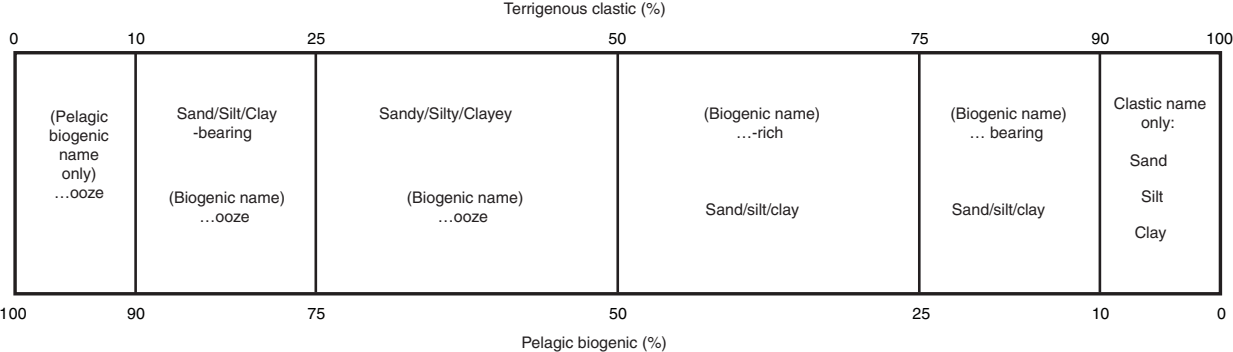 Terrigenous clastic (%)
0 10 25 50 75 90 100
(Pelagic
biogenic
name
only)
…ooze
Sand/Silt/Clay
-bearing
(Biogenic name)
…ooze
Sandy/Silty/Clayey
(Biogenic name)
…ooze
(Biogenic name)
…-rich
Sand/silt/clay
(Biogenic name)
… bearing
Sand/silt/clay
Clastic name
only:
Sand
Silt
Clay
100 90 75 50 25 10 0
Pelagic biogenic (%)